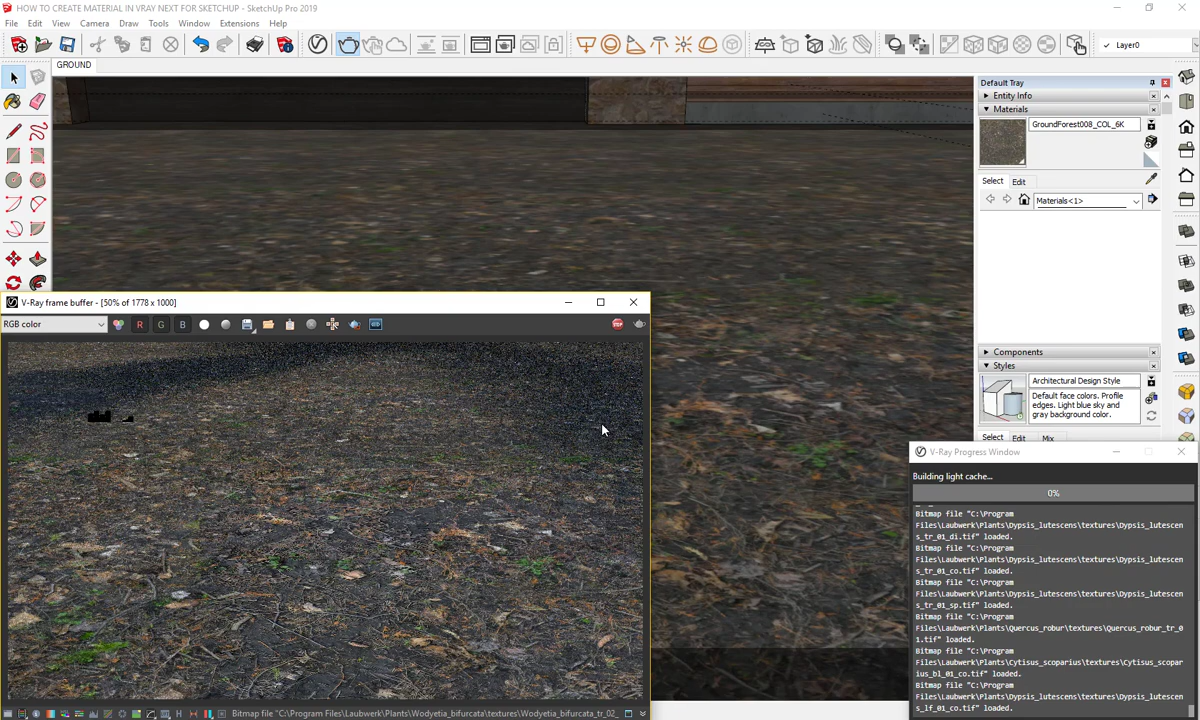 HOW TO CREATE MATERIAL IN VRAY NEXT FOR SKETCHUP - SketchUp Pro 2019
File Edit View Camera Draw Tools Window Extensions Help
Layer0
GROUND
Default Tray
Entity Info
Materials
GroundForest008_COL_6K
Select Edit
Materials<1>
Components
Styles
Architectural Design Style
Default face colors. Profile
edges. Light blue sky and
gray background color.
Select Edit Mix
V-Ray frame buffer - [50% of 1778 x 1000]
RGB color
R G B
STOP
V-Ray Progress Window
Building light cache...
0%
Bitmap file "C:\Program
Files\Laubwerk\Plants\Dypsis_lutescens\textures\Dypsis_lutescen
s_tr_01_di.tif" loaded.
Bitmap file "C:\Program
Files\Laubwerk\Plants\Dypsis_lutescens\textures\Dypsis_lutescen
s_tr_01_co.tif" loaded.
Bitmap file "C:\Program
Files\Laubwerk\Plants\Dypsis_lutescens\textures\Dypsis_lutescen
s_tr_01_sp.tif" loaded.
Bitmap file "C:\Program
Files\Laubwerk\Plants\Quercus_robur\textures\Quercus_robur_tr_0
1.tif" loaded.
Bitmap file "C:\Program
Files\Laubwerk\Plants\Cytisus_scoparius\textures\Cytisus_scopar
ius_bl_01_co.tif" loaded.
Bitmap file "C:\Program
Files\Laubwerk\Plants\Dypsis_lutescens\textures\Dypsis_lutescen
s_lf_01_co.tif" loaded.
Bitmap file "C:\Program Files\Laubwerk\Plants\Wodyetia_bifurcata\textures\Wodyetia_bifurcata_tr_02_